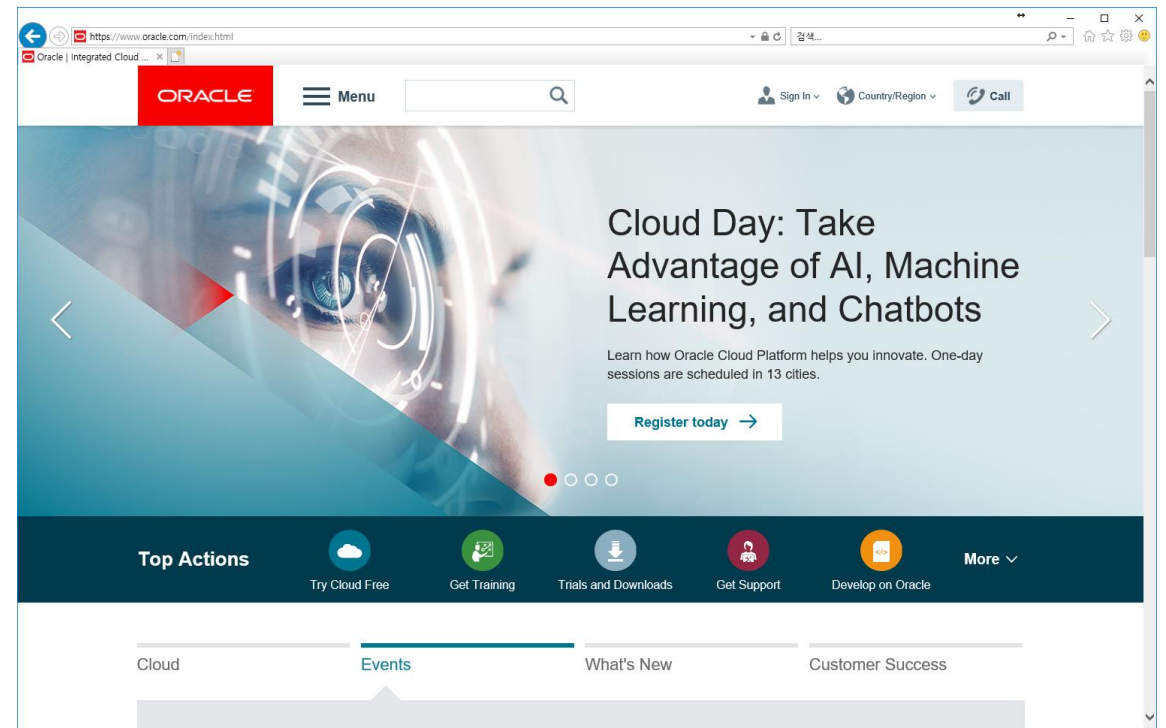 https://www.oracle.com/index.html
검색...
Oracle | Integrated Cloud ...
ORACLE
Menu
Sign In
Country/Region
Call
Cloud Day: Take
Advantage of AI, Machine
Learning, and Chatbots
Learn how Oracle Cloud Platform helps you innovate. One-day
sessions are scheduled in 13 cities.
Register today
Top Actions
Try Cloud Free
Get Training
Trials and Downloads
Get Support
Develop on Oracle
More
Cloud
Events
What's New
Customer Success